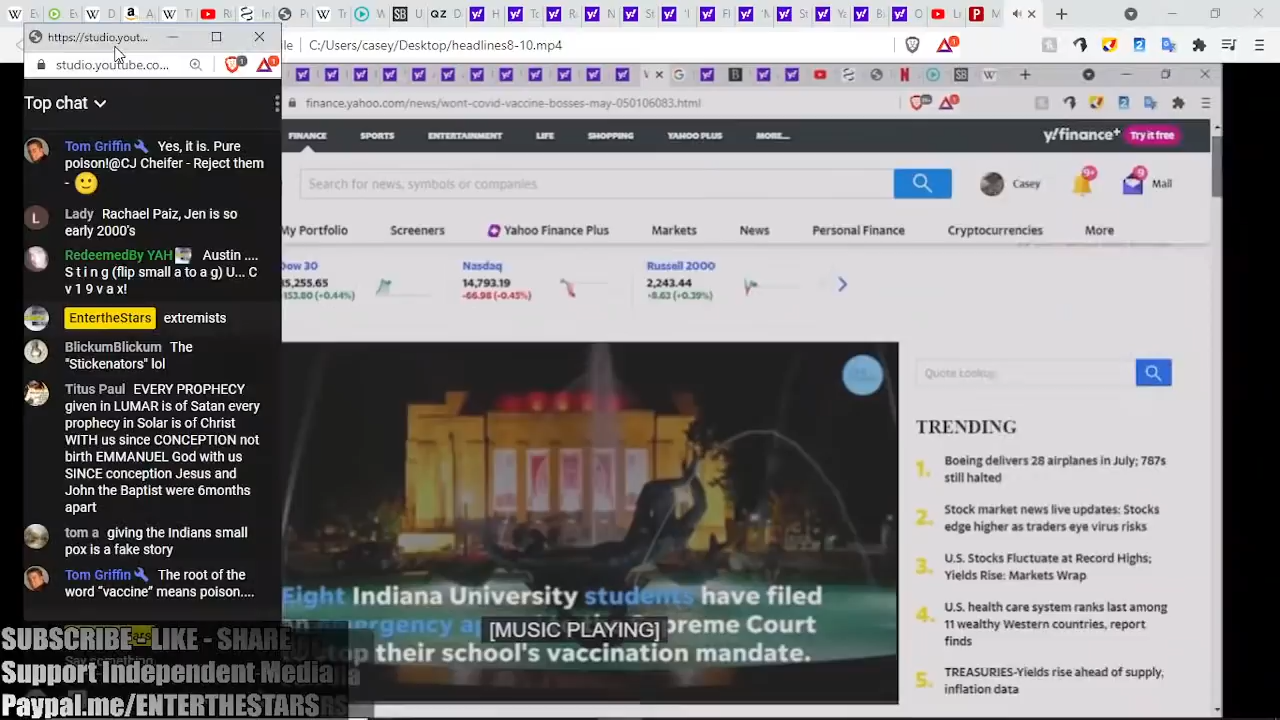 https://studio.yout...
le
C:/Users/casey/Desktop/headlines8-10.mp4
studio.youtube.co...
finance.yahoo.com/news/wont-covid-vaccine-bosses-may-050106083.html
Top chat
FINANCE SPORTS ENTERTAINMENT LIFE SHOPPING YAHOO PLUS MORE... y!finance+ Try it free
Search for news, symbols or companies
Casey 9+ 9 Mail
My Portfolio Screeners Yahoo Finance Plus Markets News Personal Finance Cryptocurrencies More
Dow 30
Nasdaq
14,793.19
-66.98 (-0.45%)
Russell 2000
2,243.44
Tom Griffin Yes, it is. Pure
poison!@CJ Cheifer - Reject them
-
Lady Rachael Paiz, Jen is so
early 2000's
RedeemedBy YAH Austin ....
S t i n g (flip small a to a g) U... C
v 1 9 v a x!
EntertheStars extremists
BlickumBlickum The
"Stickenators" lol
Titus Paul EVERY PROPHECY
given in LUMAR is of Satan every
prophecy in Solar is of Christ
WITH us since CONCEPTION not
birth EMMANUEL God with us
SINCE conception Jesus and
John the Baptist were 6months
apart
tom a giving the Indians small
pox is a fake story
Tom Griffin The root of the
word “vaccine” means poison....
Eight Indiana University students have filed
[MUSIC PLAYING]
their school's vaccination mandate.
Quote Lookup
TRENDING
1. Boeing delivers 28 airplanes in July; 787s
still halted
2. Stock market news live updates: Stocks
edge higher as traders eye virus risks
3. U.S. Stocks Fluctuate at Record Highs;
Yields Rise: Markets Wrap
4. U.S. health care system ranks last among
11 wealthy Western countries, report
finds
5. TREASURIES-Yields rise ahead of supply,
inflation data
SUBSCRIBE - LIKE - SHARE
Support Independent Media
Paypal.me/ENTERTHESTARS